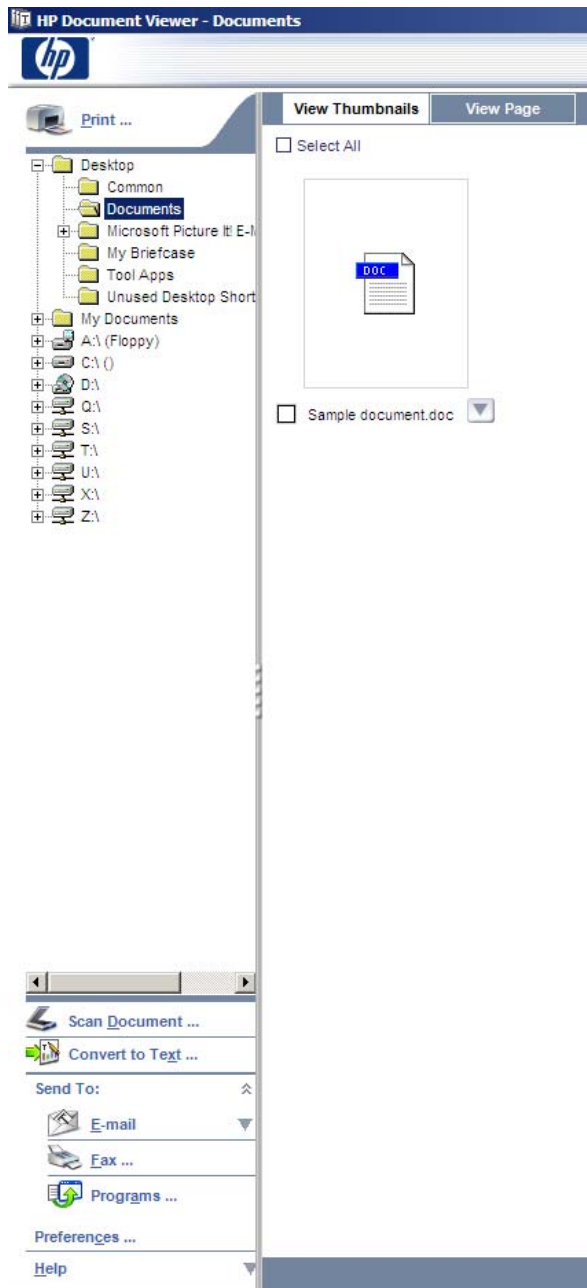 HP Document Viewer - Documents
hp
Print ...
View Thumbnails View Page
Select All
Desktop
Common
Documents
Microsoft Picture It! E-
My Briefcase
Tool Apps
Unused Desktop Short
My Documents
A:\ (Floppy)
C:\ ()
D:\
Q:\
S:\
T:\
U:\
X:\
Z:\
DOC
Sample document.doc
Scan Document ...
Convert to Text ...
Send To:
E-mail
Fax ...
Programs ...
Preferences ...
Help